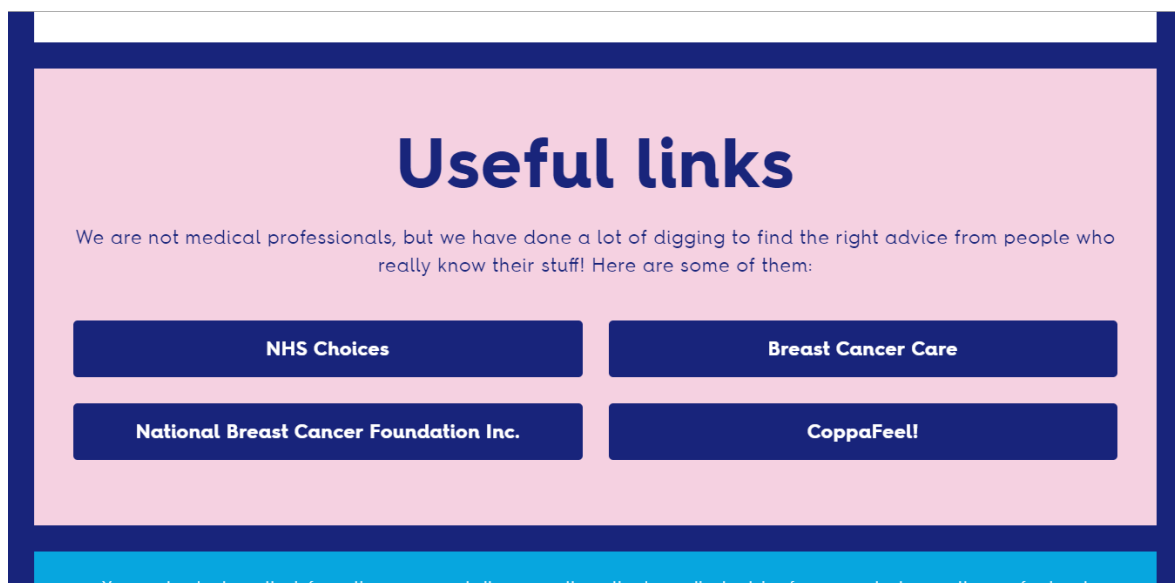 Useful links
We are not medical professionals, but we have done a lot of digging to find the right advice from people who
really know their stuff! Here are some of them:
NHS Choices
Breast Cancer Care
National Breast Cancer Foundation Inc.
CoppaFeel!